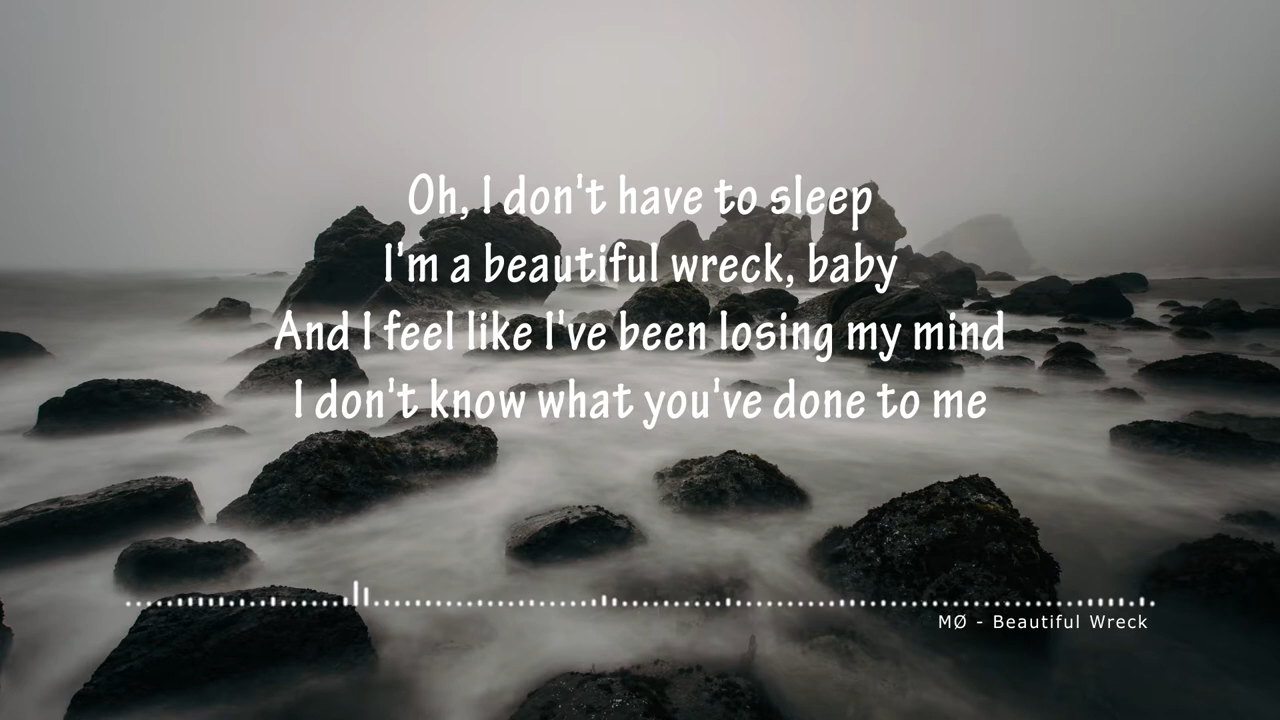 Oh, I don't have to sleep
I'm a beautiful wreck, baby
And I feel like I've been losing my mind
I don't know what you've done to me
MØ - Beautiful Wreck